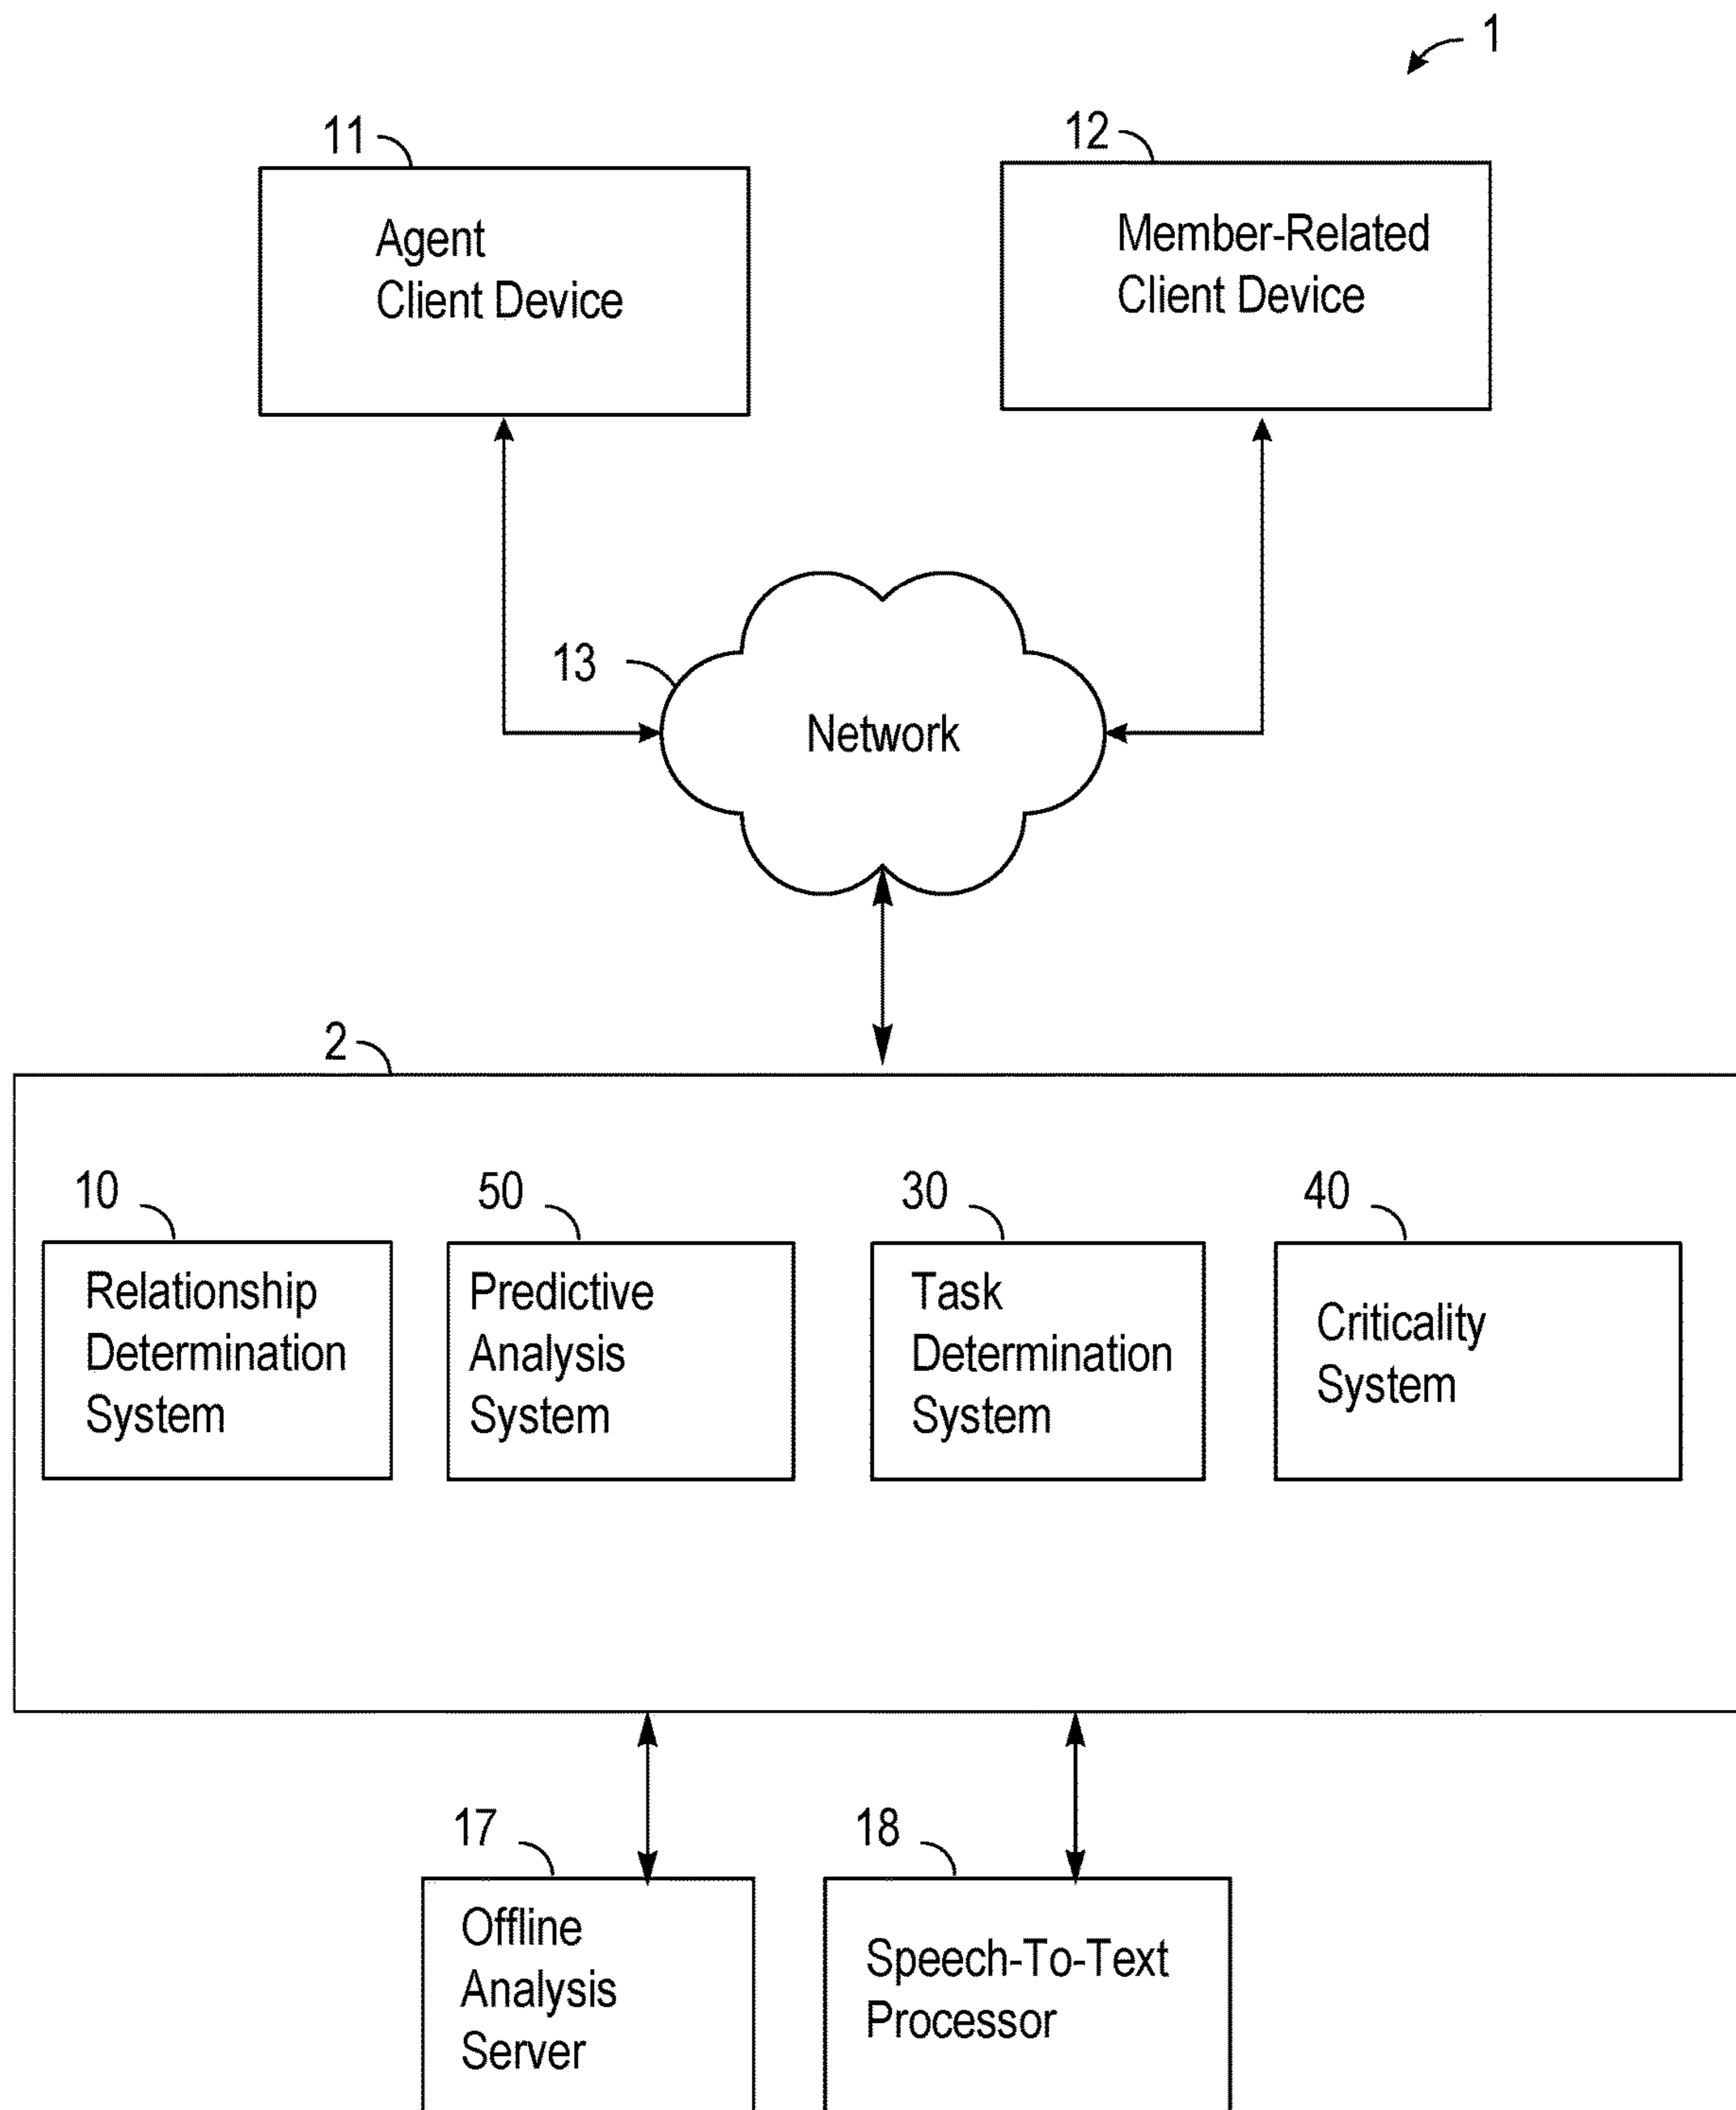 1
11
12
Agent
Client Device
Member-Related
Client Device
13
Network
2
10
50
30
40
Relationship
Determination
System
Predictive
Analysis
System
Task
Determination
System
Criticality
System
17
18
Offline
Analysis
Server
Speech-To-Text
Processor